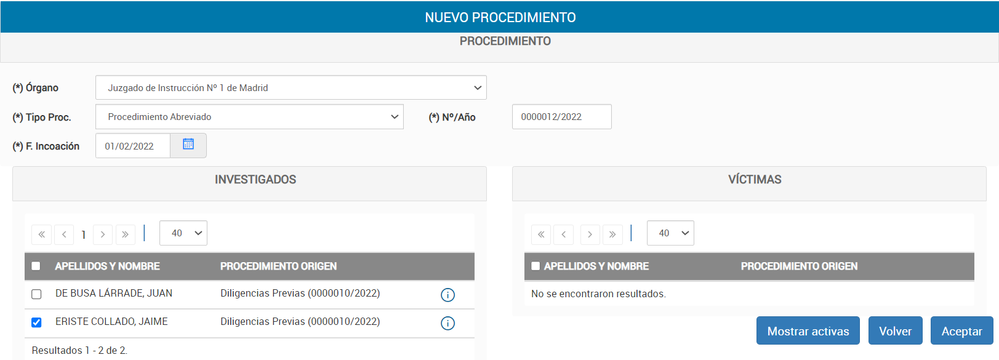 NUEVO PROCEDIMIENTO
PROCEDIMIENTO
(*) Órgano Juzgado de Instrucción Nº 1 de Madrid
(*) Tipo Proc. Procedimiento Abreviado (*) Nº/Año 0000012/2022
(*) F. Incoación 01/02/2022
INVESTIGADOS
« ‹ 1 › » 40
APELLIDOS Y NOMBRE PROCEDIMIENTO ORIGEN
DE BUSA LÁRRADE, JUAN Diligencias Previas (0000010/2022)
ERISTE COLLADO, JAIME Diligencias Previas (0000010/2022)
Resultados 1 - 2 de 2.
VÍCTIMAS
« ‹ › » 40
APELLIDOS Y NOMBRE PROCEDIMIENTO ORIGEN
No se encontraron resultados.
Mostrar activas Volver Aceptar